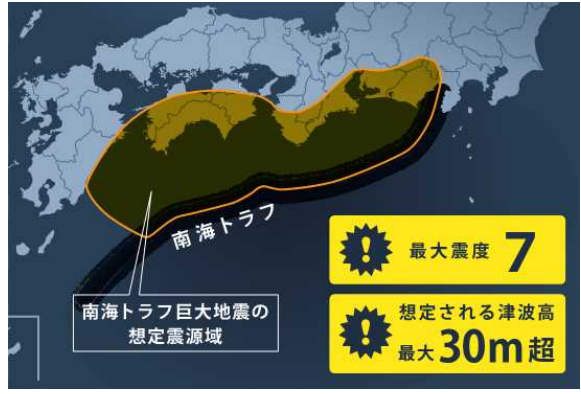 南海トラフ
南海トラフ巨大地震の
想定震源域
最大震度 7
想定される津波高
最大30m超